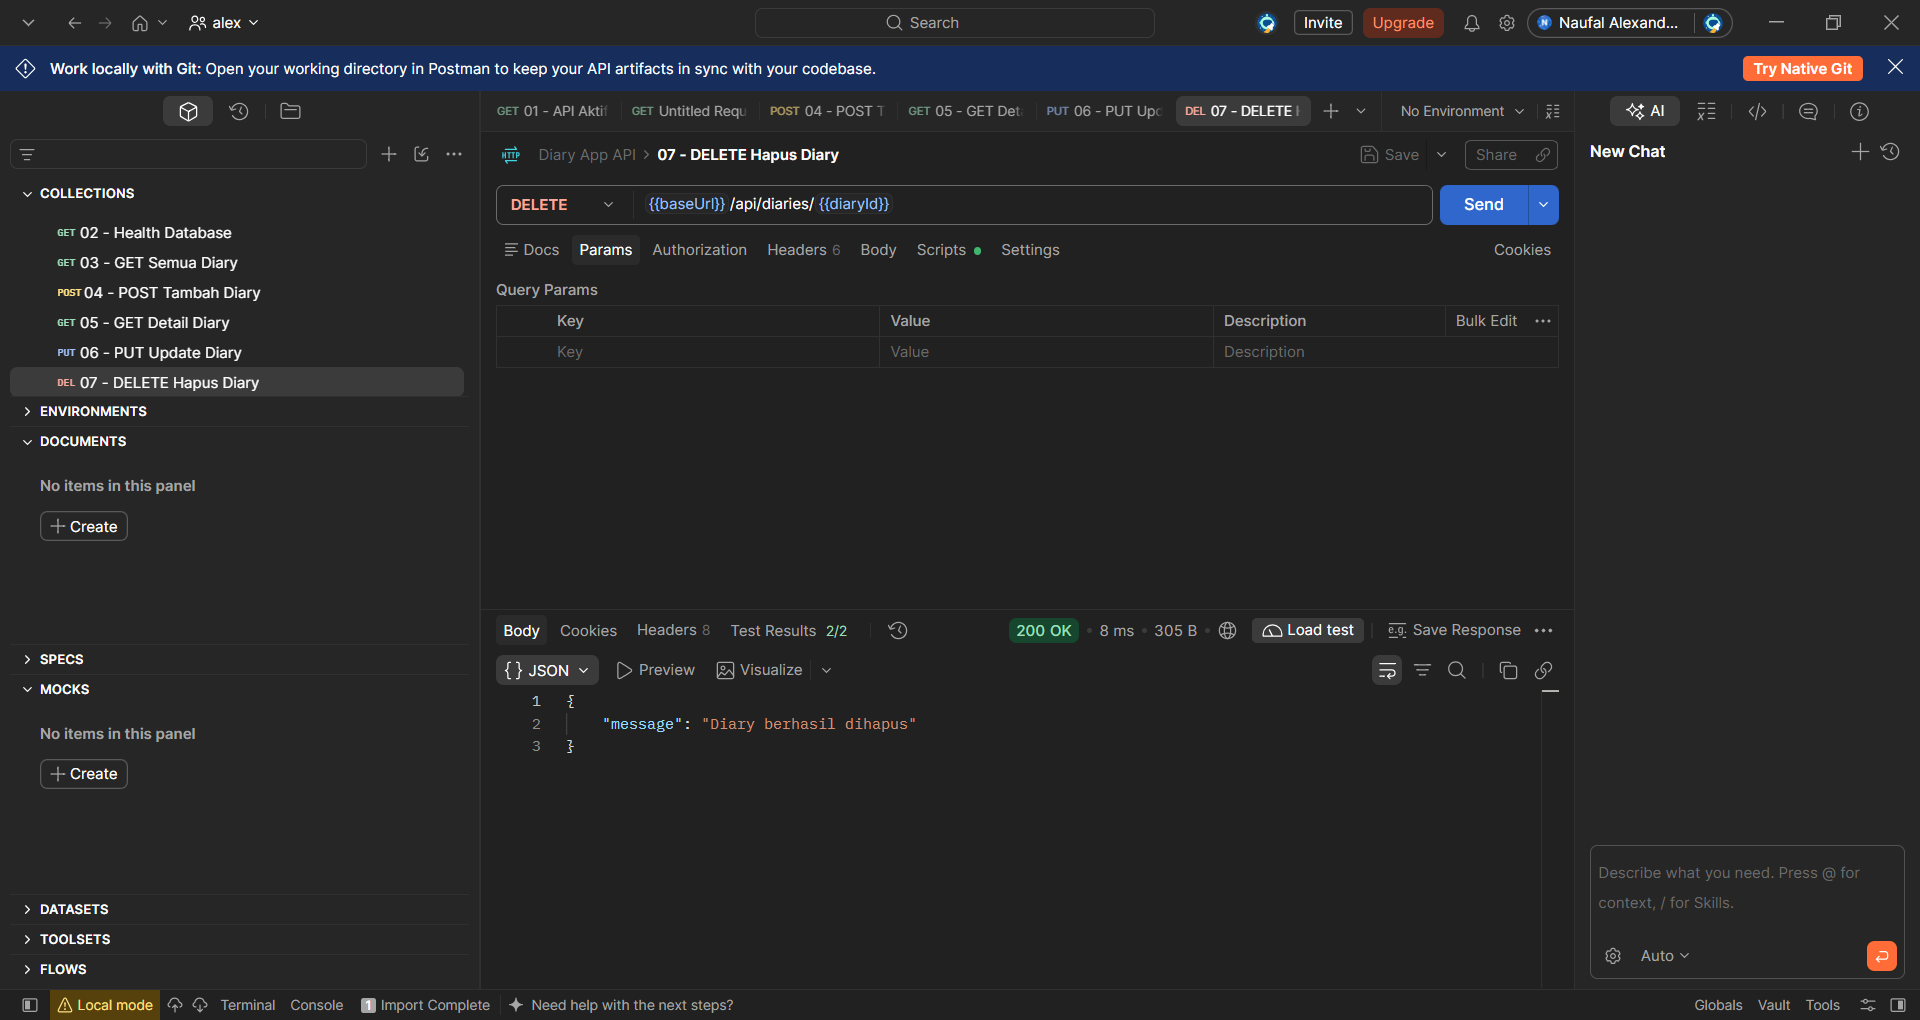 alex
Search
Invite
Upgrade
Naufal Alexand...
Work locally with Git: Open your working directory in Postman to keep your API artifacts in sync with your codebase.
Try Native Git
GET 01 - API Aktif
GET Untitled Requ
POST 04 - POST T
GET 05 - GET Det
PUT 06 - PUT Upd
DEL 07 - DELETE
No Environment
AI
HTTP Diary App API > 07 - DELETE Hapus Diary
Save
Share
New Chat
COLLECTIONS
GET 02 - Health Database
GET 03 - GET Semua Diary
POST 04 - POST Tambah Diary
GET 05 - GET Detail Diary
PUT 06 - PUT Update Diary
DEL 07 - DELETE Hapus Diary
ENVIRONMENTS
DOCUMENTS
No items in this panel
Create
SPECS
MOCKS
No items in this panel
Create
DATASETS
TOOLSETS
FLOWS
DELETE
{{baseUrl}} /api/diaries/ {{diaryId}}
Send
Docs
Params
Authorization
Headers 6
Body
Scripts
Settings
Cookies
Query Params
Key
Value
Description
Bulk Edit
Key
Value
Description
Body
Cookies
Headers 8
Test Results 2/2
200 OK
8 ms
305 B
Load test
e.g. Save Response
{} JSON
Preview
Visualize
1 {
2 "message": "Diary berhasil dihapus"
3 }
Describe what you need. Press @ for
context, / for Skills.
Auto
Local mode
Terminal
Console
1 Import Complete
Need help with the next steps?
Globals
Vault
Tools